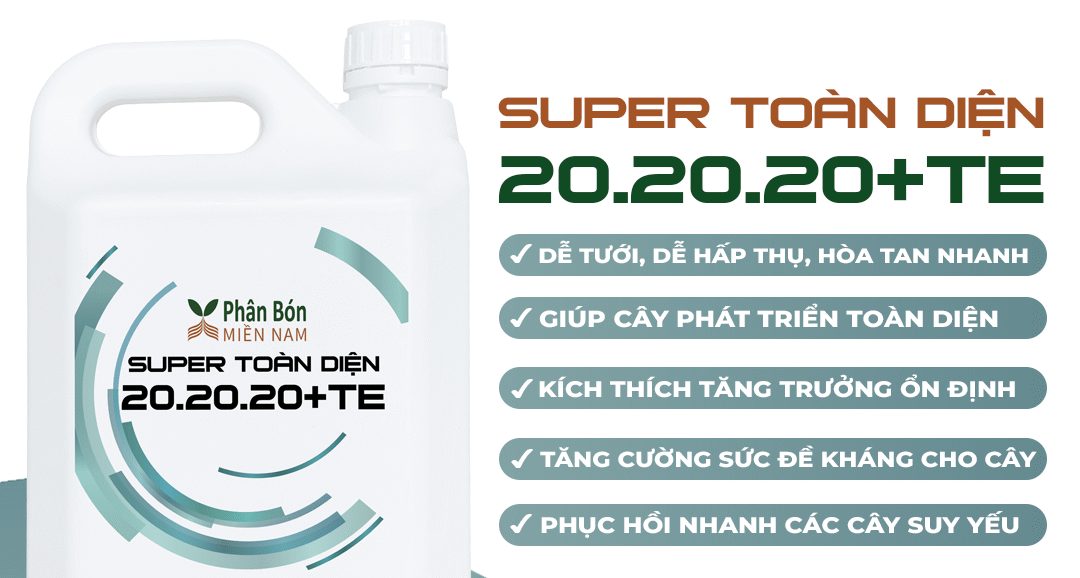 Phân Bón
MIỀN NAM
SUPER TOÀN DIỆN
20.20.20+TE
SUPER TOÀN DIỆN
20.20.20+TE
✓ DỄ TƯỚI, DỄ HẤP THỤ, HÒA TAN NHANH
✓ GIÚP CÂY PHÁT TRIỂN TOÀN DIỆN
✓ KÍCH THÍCH TĂNG TRƯỞNG ỔN ĐỊNH
✓ TĂNG CƯỜNG SỨC ĐỀ KHÁNG CHO CÂY
✓ PHỤC HỒI NHANH CÁC CÂY SUY YẾU